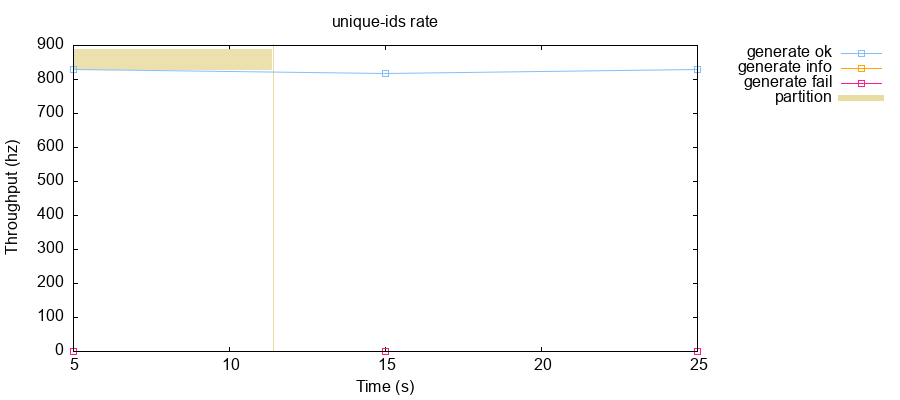 unique-ids rate
900
800
700
600
500
400
300
200
100
0
Throughput (hz)
5
10
15
20
25
Time (s)
generate ok
generate info
generate fail
partition